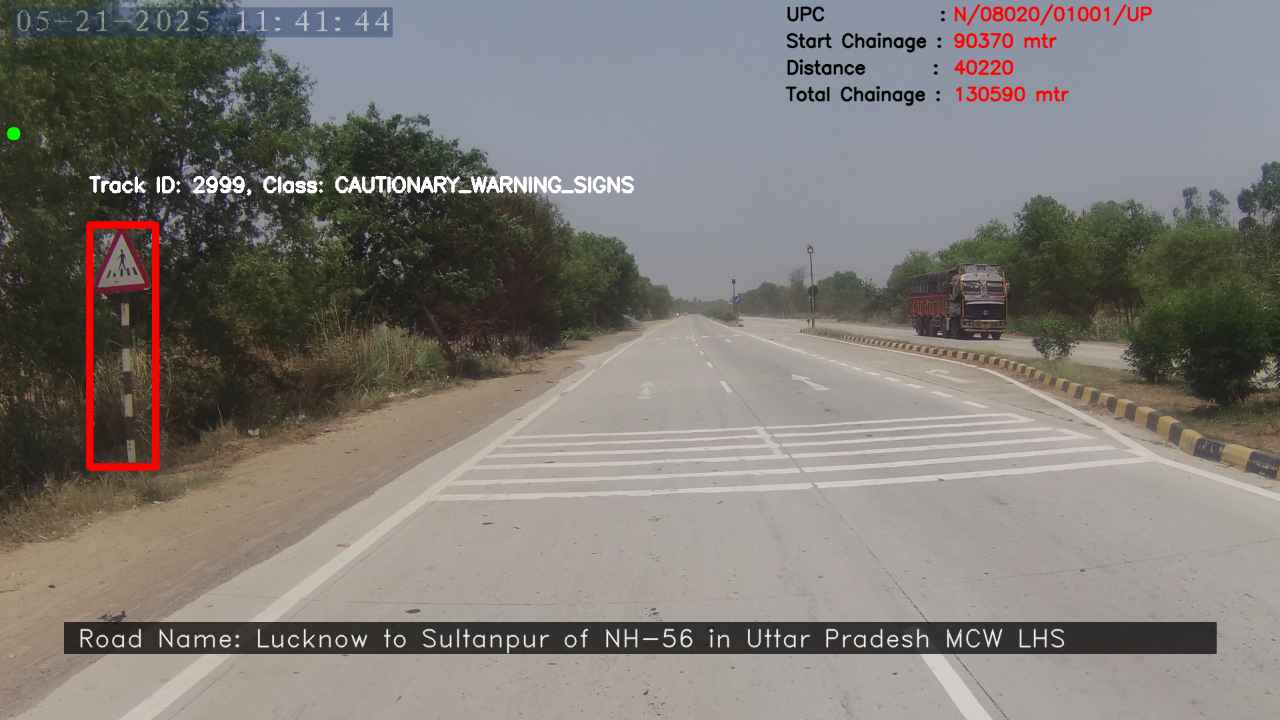 05-21-2025 11:41:44
UPC : N/08020/01001/UP
Start Chainage : 90370 mtr
Distance : 40220
Total Chainage : 130590 mtr
Track ID: 2999, Class: CAUTIONARY_WARNING_SIGNS
Road Name: Lucknow to Sultanpur of NH-56 in Uttar Pradesh MCW LHS